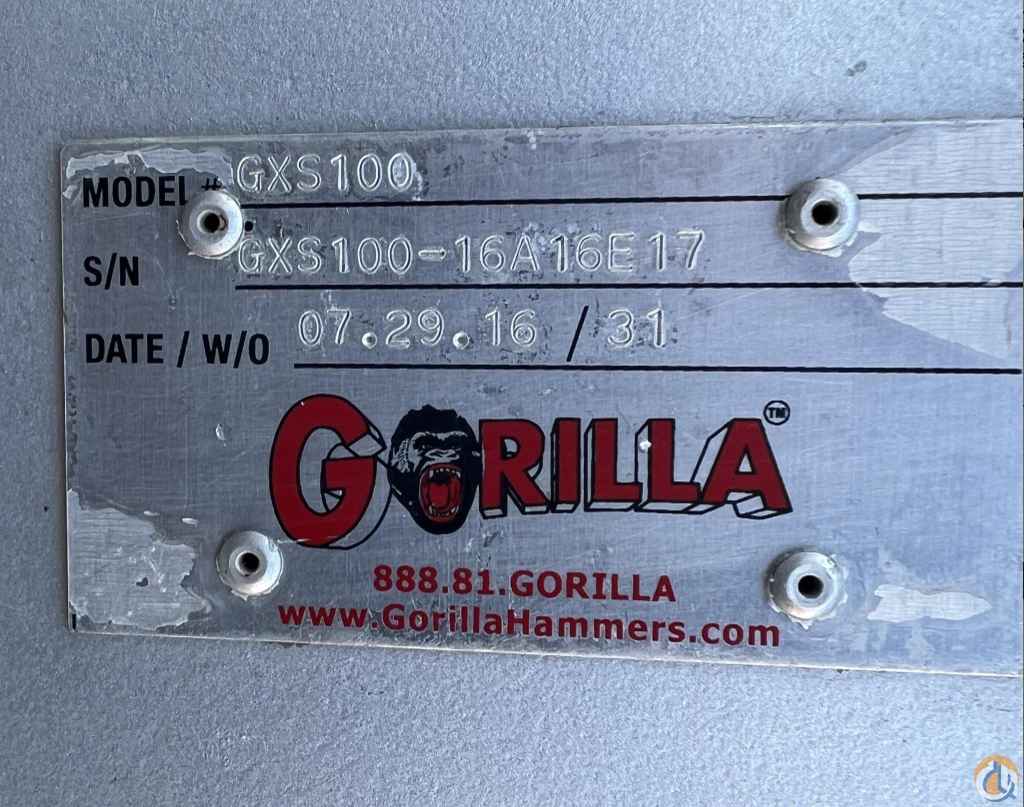 MODEL # GXS100
S/N GXS100-16A16E17
DATE / W/O 07.29.16 / 31
GORILLA™
888.81.GORILLA
www.GorillaHammers.com